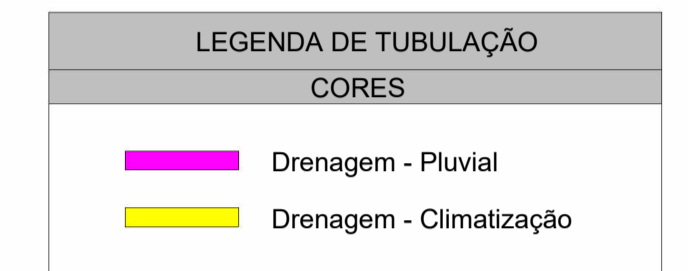 LEGENDA DE TUBULAÇÃO
CORES
Drenagem - Pluvial
Drenagem - Climatização